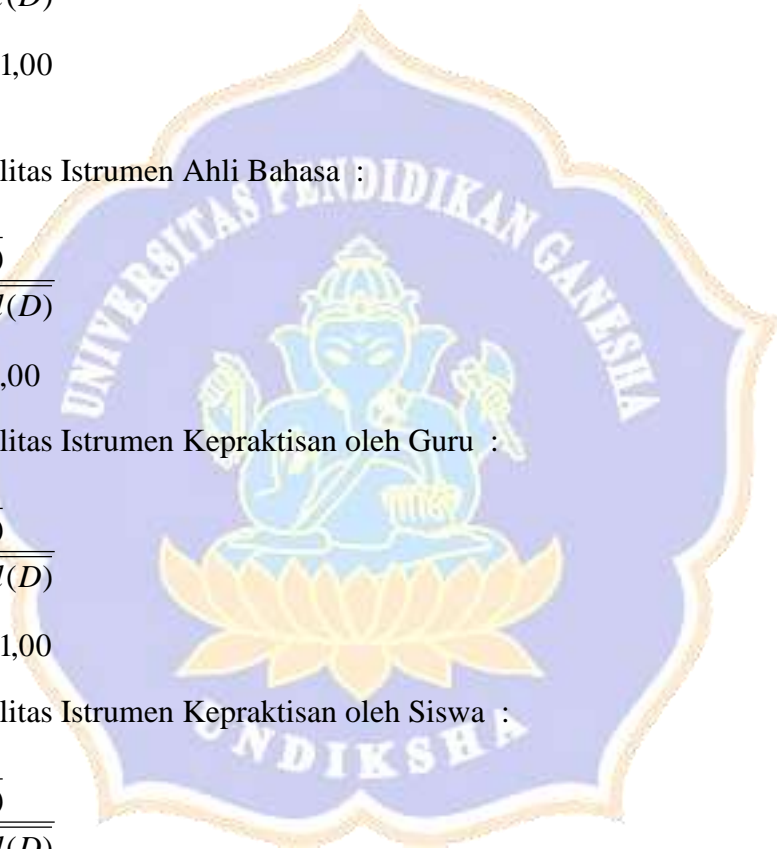 l(D)
1,00
litas Istrumen Ahli Bahasa :
)
l(D)
,00
litas Istrumen Kepraktisan oleh Guru :
)
l(D)
1,00
litas Istrumen Kepraktisan oleh Siswa :
)
l(D)
UNIVERSITAS PENDIDIKAN GANESHA
UNDIKSHA